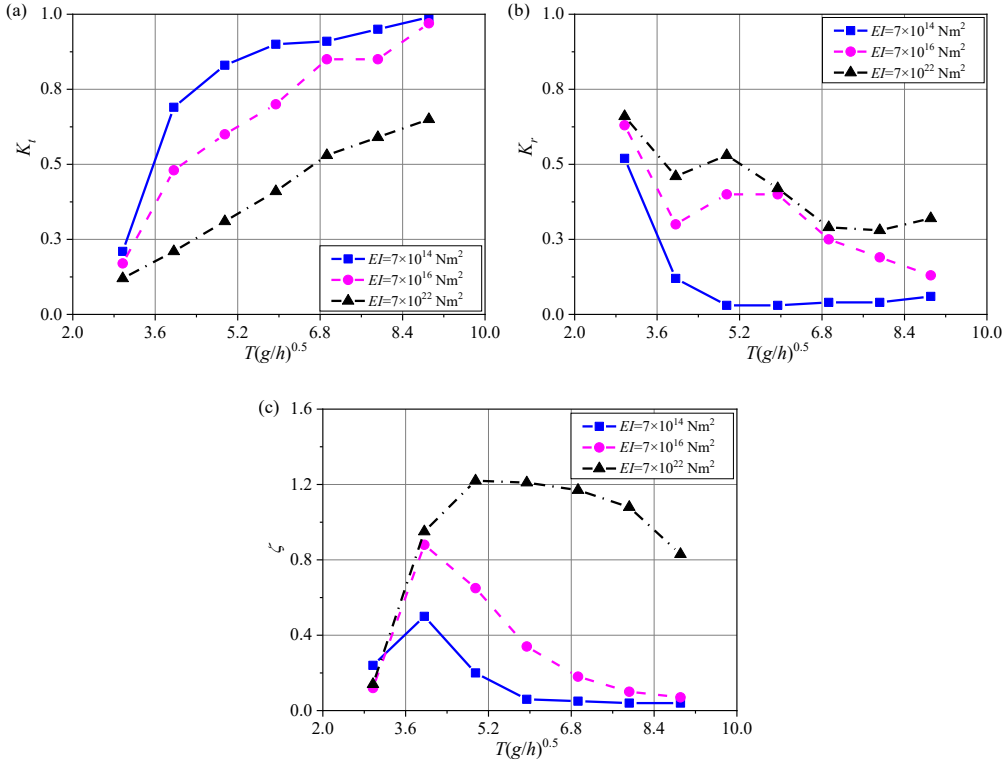 (a)
1.0
0.8
0.5
0.3
0.0
K_t
EI=7×10^14 Nm^2
EI=7×10^16 Nm^2
EI=7×10^22 Nm^2
2.0 3.6 5.2 6.8 8.4 10.0
T(g/h)^0.5
(b)
1.0
0.8
0.5
0.3
0.0
K_r
EI=7×10^14 Nm^2
EI=7×10^16 Nm^2
EI=7×10^22 Nm^2
2.0 3.6 5.2 6.8 8.4 10.0
T(g/h)^0.5
(c)
1.6
1.2
0.8
0.4
0.0
ζ
EI=7×10^14 Nm^2
EI=7×10^16 Nm^2
EI=7×10^22 Nm^2
2.0 3.6 5.2 6.8 8.4 10.0
T(g/h)^0.5